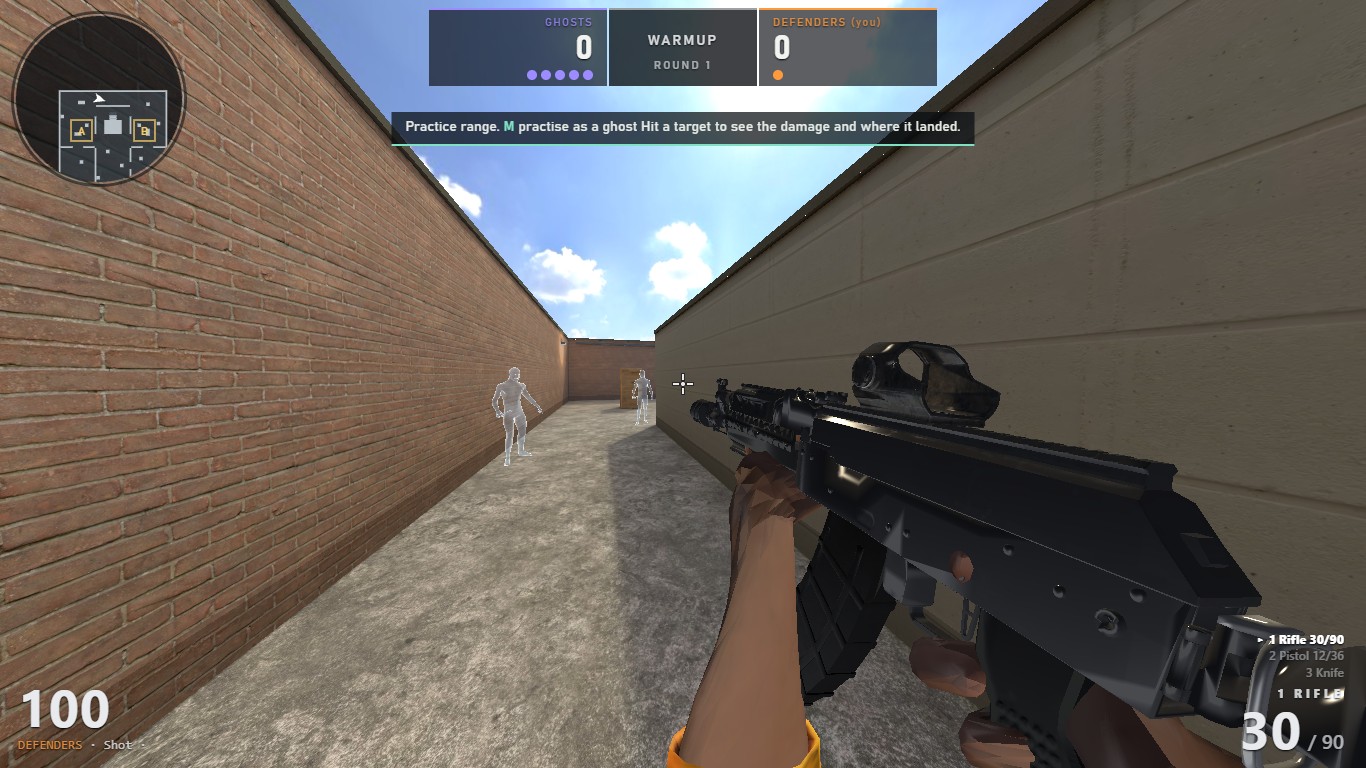 GHOSTS
0
WARMUP
ROUND 1
DEFENDERS (you)
0
Practice range. M practise as a ghost Hit a target to see the damage and where it landed.
A
B
1 Rifle 30/90
2 Pistol 12/36
3 Knife
1 RIFLE
30 / 90
100
DEFENDERS · Shot ·